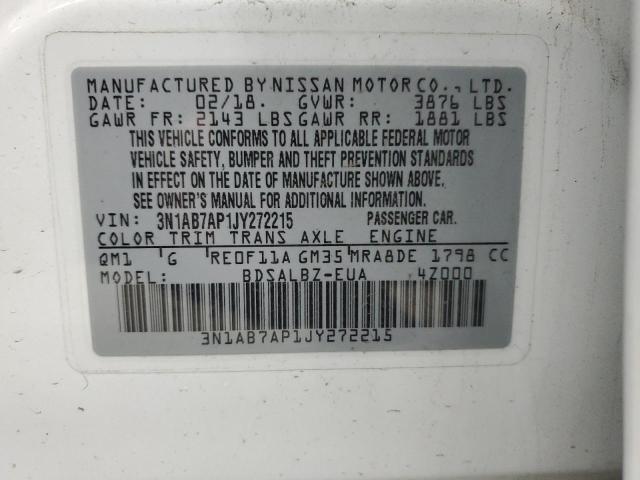 MANUFACTURED BY NISSAN MOTOR CO., LTD.
DATE: 02/18. GVWR: 3876 LBS
GAWR FR: 2143 LBS GAWR RR: 1881 LBS
THIS VEHICLE CONFORMS TO ALL APPLICABLE FEDERAL MOTOR
VEHICLE SAFETY, BUMPER AND THEFT PREVENTION STANDARDS
IN EFFECT ON THE DATE OF MANUFACTURE SHOWN ABOVE.
SEE OWNER'S MANUAL FOR ADDITIONAL INFORMATION.
VIN: 3N1AB7AP1JY272215 PASSENGER CAR.
COLOR TRIM TRANS AXLE ENGINE
QM1 G RE0F11A GM35 MRA8DE 1798 CC
MODEL: BDSALBZ-EUA 4Z000
3N1AB7AP1JY272215